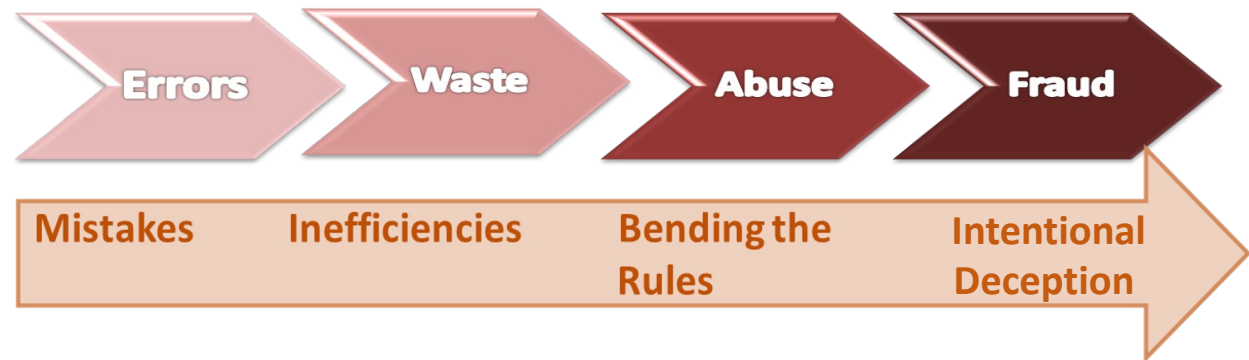 Errors
Waste
Abuse
Fraud
Mistakes
Inefficiencies
Bending the
Rules
Intentional
Deception